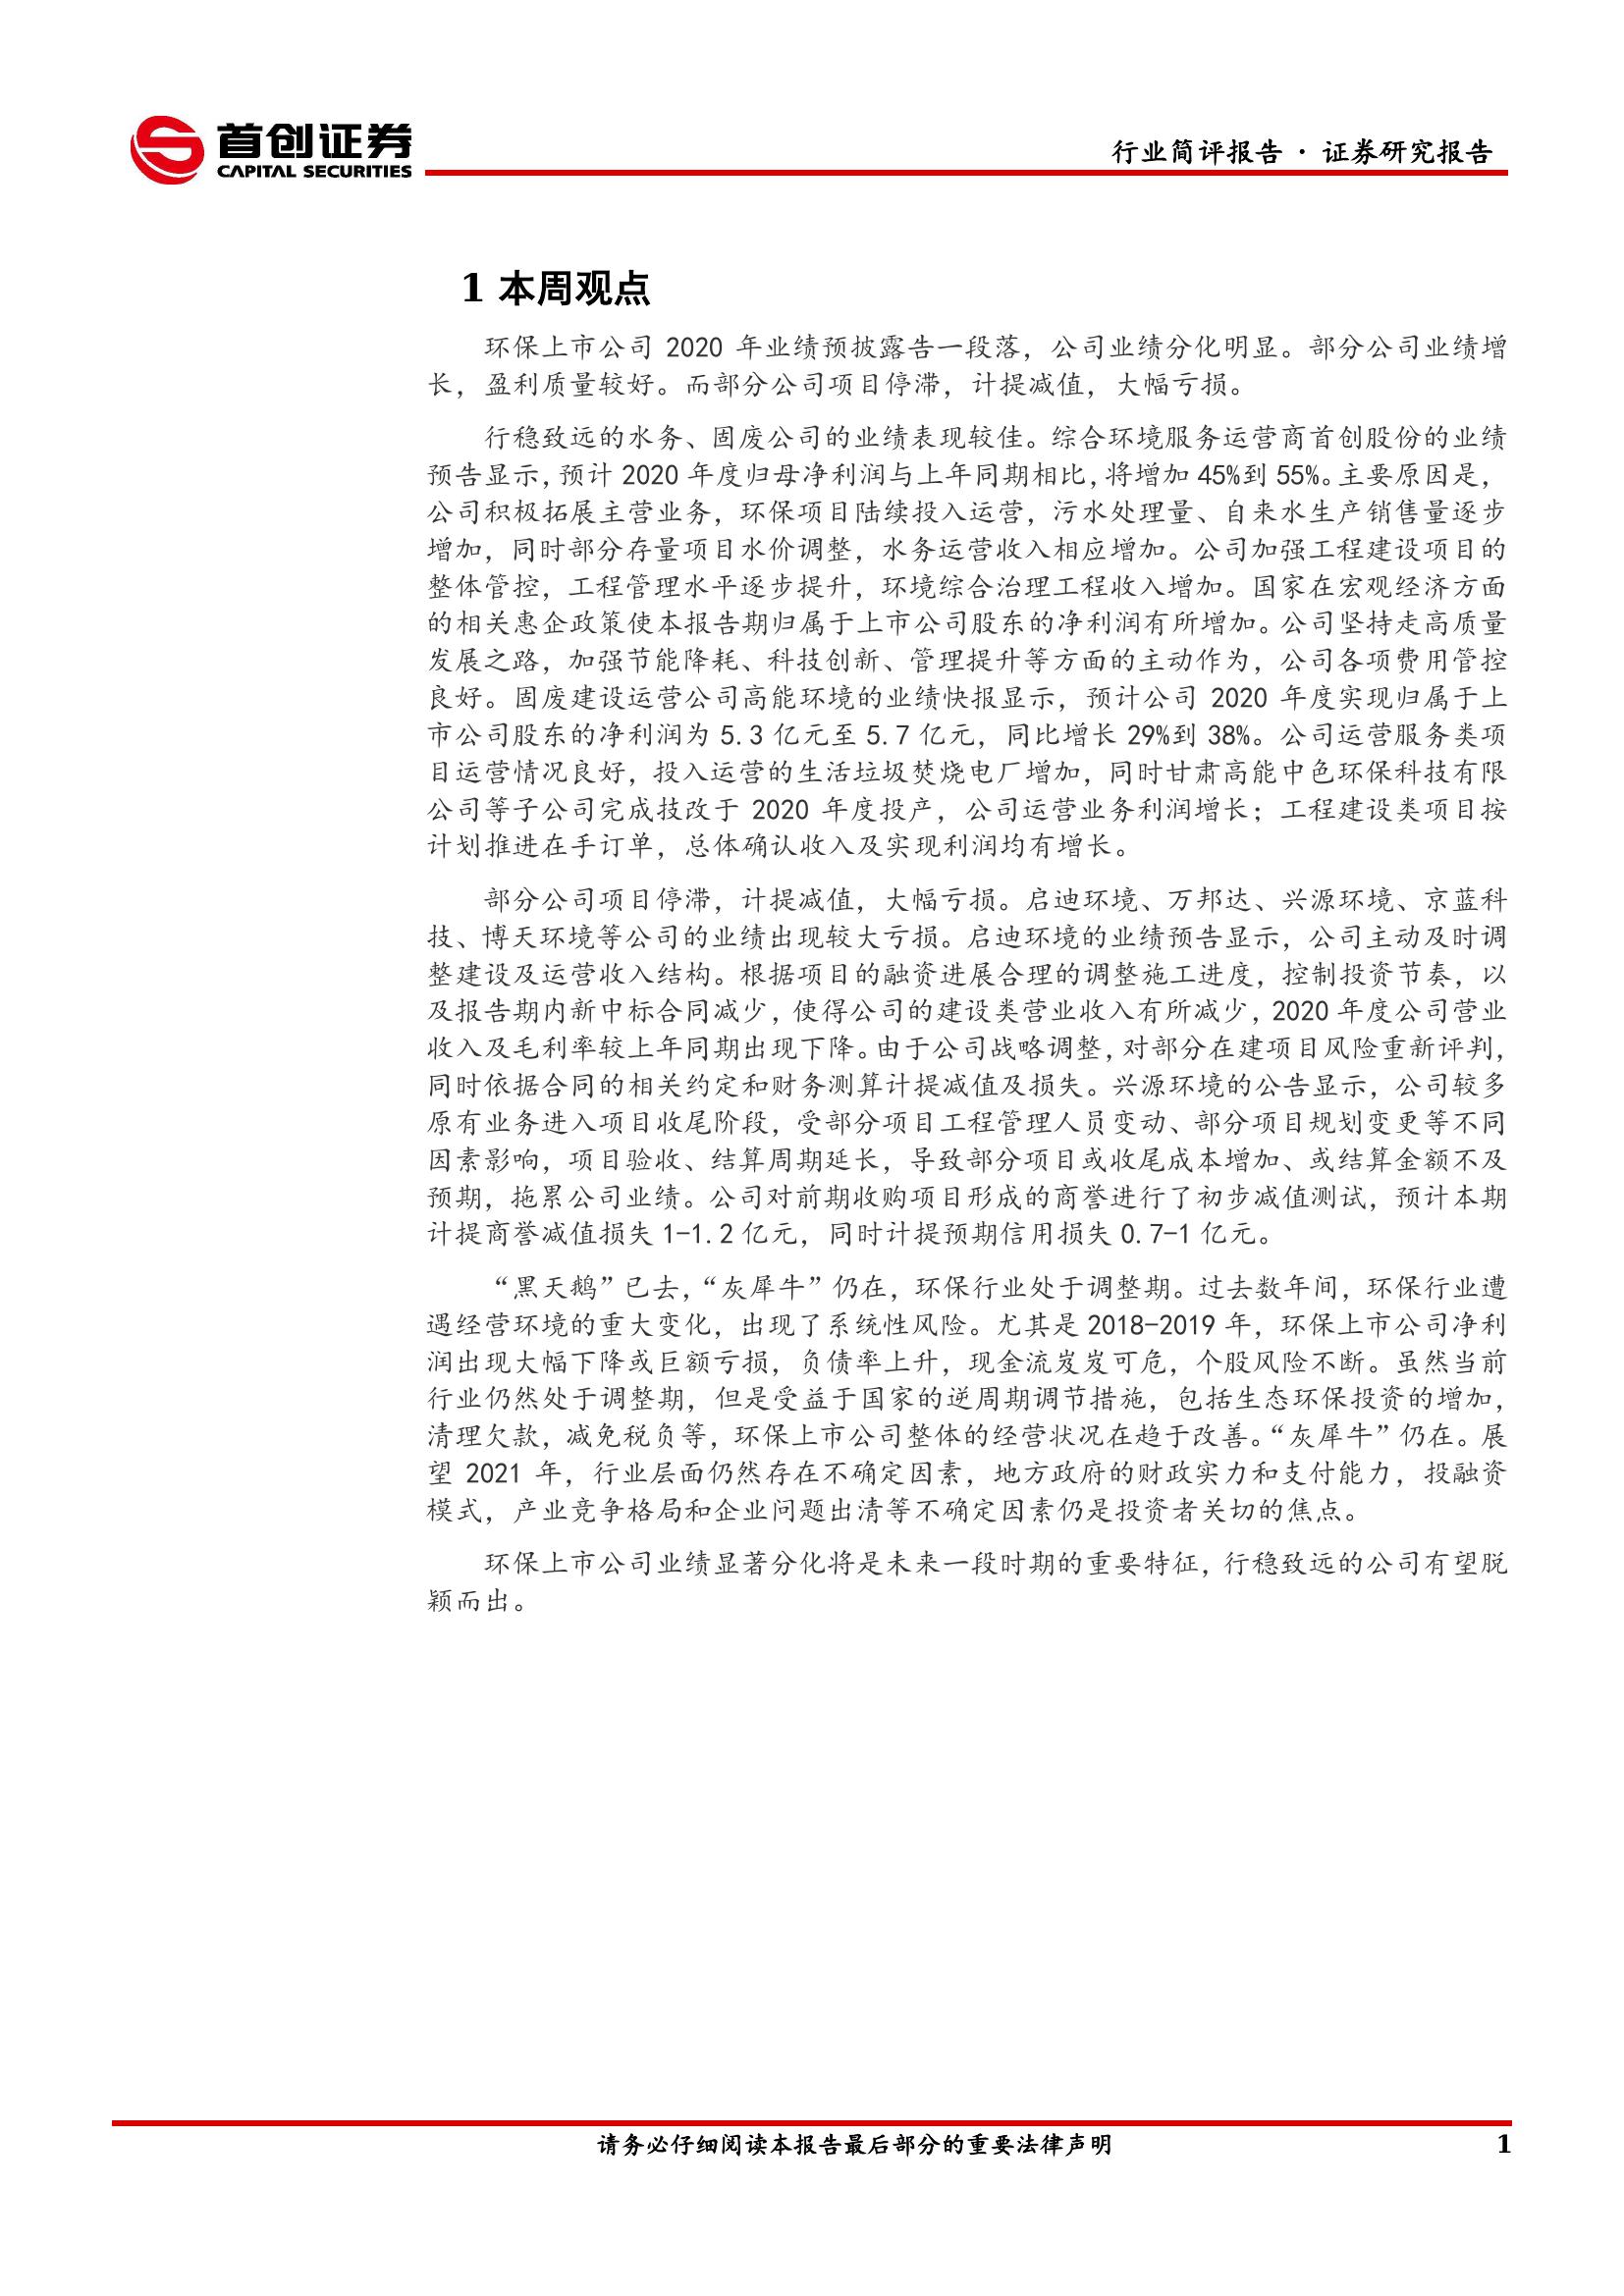 首创证券
CAPITAL SECURITIES
行业简评报告 · 证券研究报告
1 本周观点
环保上市公司 2020 年业绩预披露告一段落，公司业绩分化明显。部分公司业绩增
长，盈利质量较好。而部分公司项目停滞，计提减值，大幅亏损。
行稳致远的水务、固废公司的业绩表现较佳。综合环境服务运营商首创股份的业绩
预告显示，预计 2020 年度归母净利润与上年同期相比，将增加 45%到 55%。主要原因是，
公司积极拓展主营业务，环保项目陆续投入运营，污水处理量、自来水生产销售量逐步
增加，同时部分存量项目水价调整，水务运营收入相应增加。公司加强工程建设项目的
整体管控，工程管理水平逐步提升，环境综合治理工程收入增加。国家在宏观经济方面
的相关惠企政策使本报告期归属于上市公司股东的净利润有所增加。公司坚持走高质量
发展之路，加强节能降耗、科技创新、管理提升等方面的主动作为，公司各项费用管控
良好。固废建设运营公司高能环境的业绩快报显示，预计公司 2020 年度实现归属于上
市公司股东的净利润为 5.3 亿元至 5.7 亿元，同比增长 29%到 38%。公司运营服务类项
目运营情况良好，投入运营的生活垃圾焚烧电厂增加，同时甘肃高能中色环保科技有限
公司等子公司完成技改于 2020 年度投产，公司运营业务利润增长；工程建设类项目按
计划推进在手订单，总体确认收入及实现利润均有增长。
部分公司项目停滞，计提减值，大幅亏损。启迪环境、万邦达、兴源环境、京蓝科
技、博天环境等公司的业绩出现较大亏损。启迪环境的业绩预告显示，公司主动及时调
整建设及运营收入结构。根据项目的融资进展合理的调整施工进度，控制投资节奏，以
及报告期内新中标合同减少，使得公司的建设类营业收入有所减少，2020 年度公司营业
收入及毛利率较上年同期出现下降。由于公司战略调整，对部分在建项目风险重新评判，
同时依据合同的相关约定和财务测算计提减值及损失。兴源环境的公告显示，公司较多
原有业务进入项目收尾阶段，受部分项目工程管理人员变动、部分项目规划变更等不同
因素影响，项目验收、结算周期延长，导致部分项目或收尾成本增加、或结算金额不及
预期，拖累公司业绩。公司对前期收购项目形成的商誉进行了初步减值测试，预计本期
计提商誉减值损失 1-1.2 亿元，同时计提预期信用损失 0.7-1 亿元。
“黑天鹅”已去，“灰犀牛”仍在，环保行业处于调整期。过去数年间，环保行业遭
遇经营环境的重大变化，出现了系统性风险。尤其是 2018-2019 年，环保上市公司净利
润出现大幅下降或巨额亏损，负债率上升，现金流岌岌可危，个股风险不断。虽然当前
行业仍然处于调整期，但是受益于国家的逆周期调节措施，包括生态环保投资的增加，
清理欠款，减免税负等，环保上市公司整体的经营状况在趋于改善。“灰犀牛”仍在。展
望 2021 年，行业层面仍然存在不确定因素，地方政府的财政实力和支付能力，投融资
模式，产业竞争格局和企业问题出清等不确定因素仍是投资者关切的焦点。
环保上市公司业绩显著分化将是未来一段时期的重要特征，行稳致远的公司有望脱
颖而出。
请务必仔细阅读本报告最后部分的重要法律声明
1